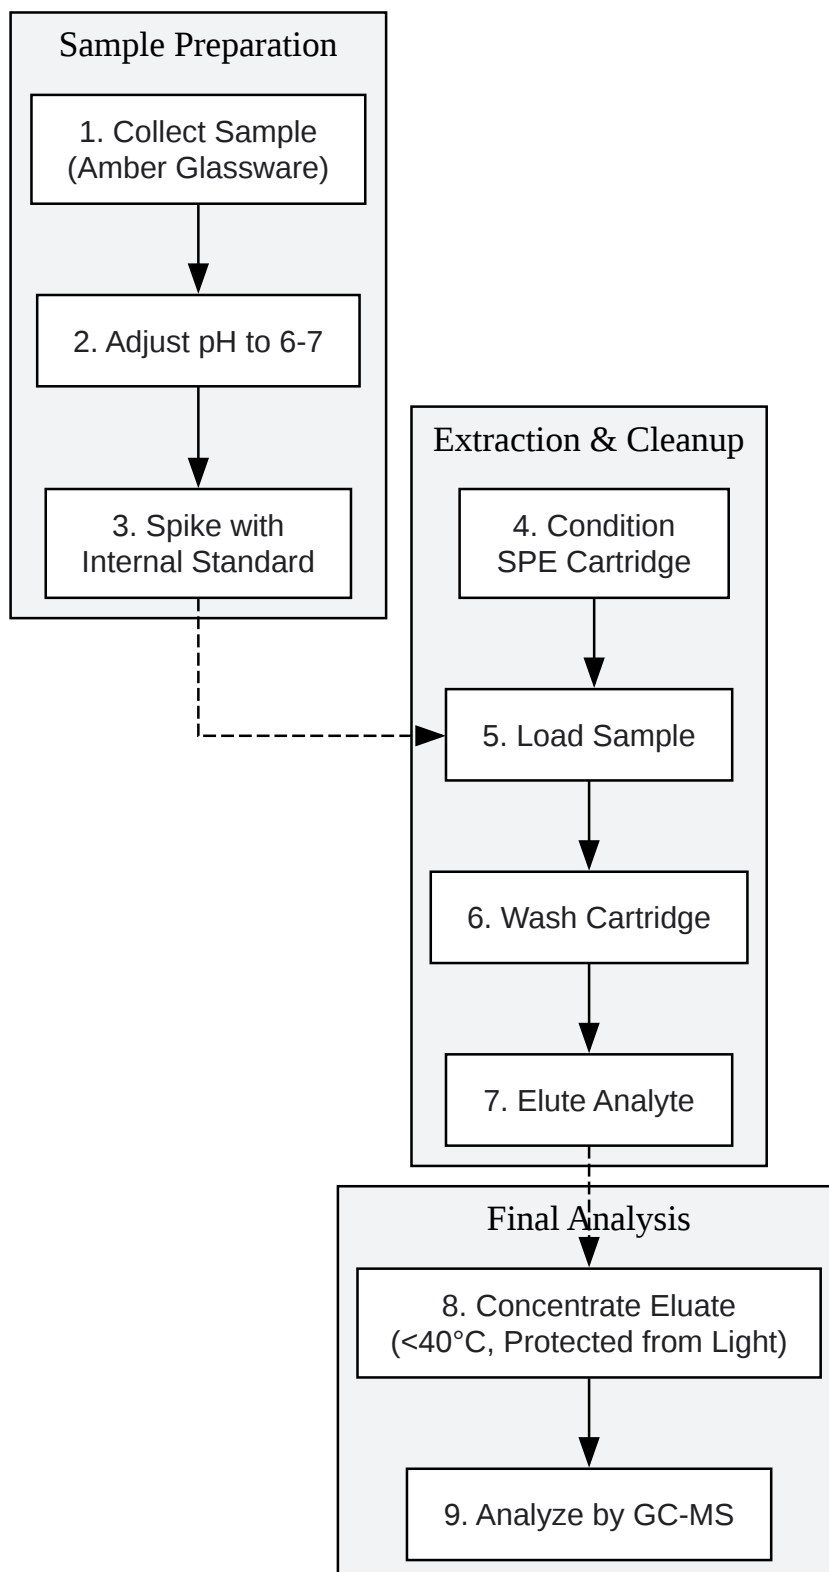 Sample Preparation
1. Collect Sample
(Amber Glassware)
2. Adjust pH to 6-7
3. Spike with
Internal Standard
Extraction & Cleanup
4. Condition
SPE Cartridge
5. Load Sample
6. Wash Cartridge
7. Elute Analyte
Final Analysis
8. Concentrate Eluate
(<40°C, Protected from Light)
9. Analyze by GC-MS